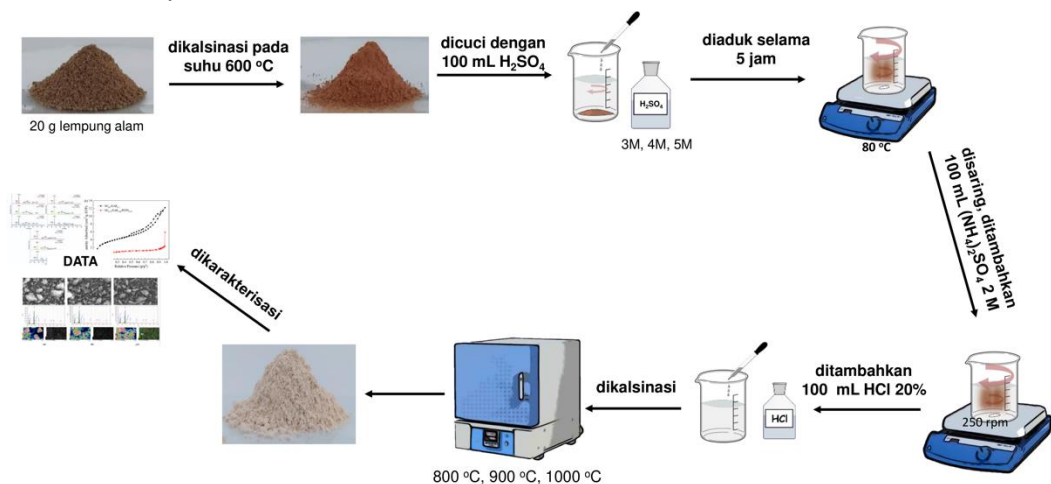 20 g lempung alam
dikalsinasi pada
suhu 600 °C
dicuci dengan
100 mL H₂SO₄
H₂SO₄
3M, 4M, 5M
diaduk selama
5 jam
80 °C
disaring, ditambahkan
100 mL (NH₄)₂SO₄ 2 M
250 rpm
ditambahkan
100 mL HCl 20%
HCl
dikalsinasi
800 °C, 900 °C, 1000 °C
dikarakterisasi
DATA